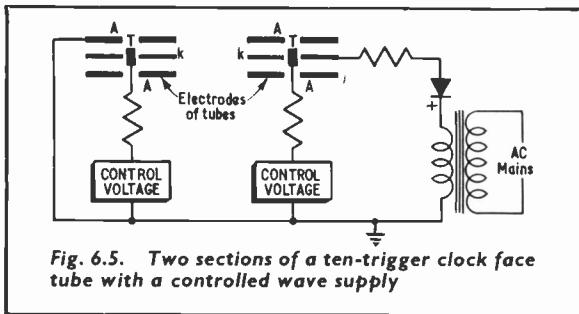 A
T
k
A
Electrodes
of tubes
A
T
k
A
CONTROL
VOLTAGE
CONTROL
VOLTAGE
+
AC
Mains
Fig. 6.5. Two sections of a ten-trigger clock face
tube with a controlled wave supply